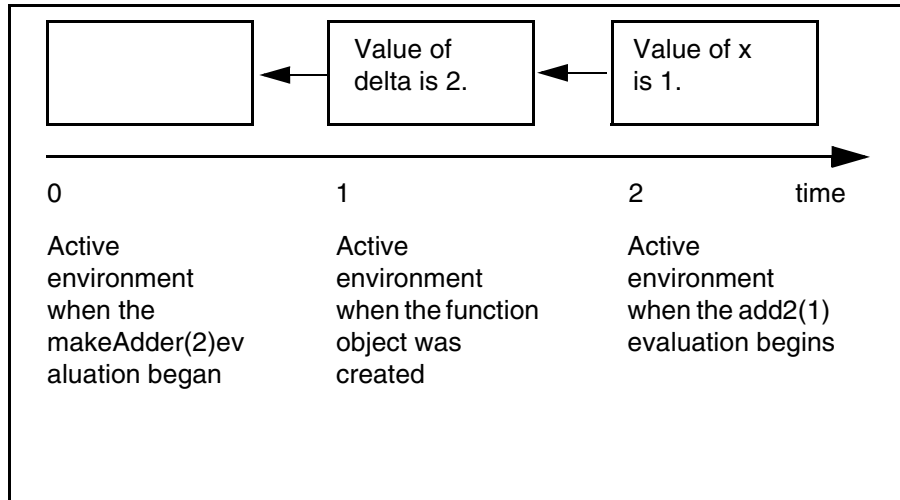 Value of
delta is 2.
Value of x
is 1.
0
1
2
time
Active
environment
when the
makeAdder(2)ev
aluation began
Active
environment
when the function
object was
created
Active
environment
when the add2(1)
evaluation begins